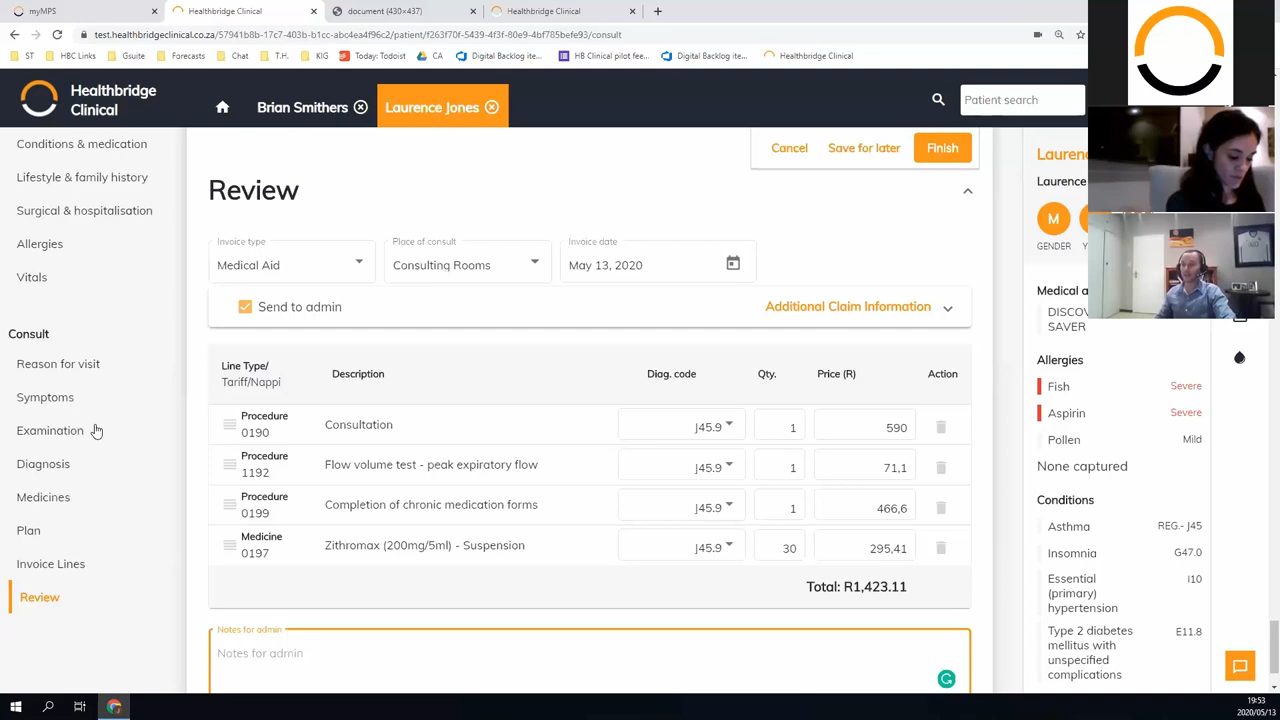 myMPS
Healthbridge Clinical
document (430×437)
Healthbridge Clinical
test.healthbridgeclinical.co.za/57941b8b-17c7-403b-b1cc-abc4ea4f96c2/patient/f263f70f-5439-4f3f-80e9-4bf785befe93/consult
ST
HBC Links
Gsuite
Forecasts
Chat
T.H.
KIG
Today: Todoist
CA
Digital Backlog ite...
HB Clinical pilot fee...
Digital Backlog ite...
Healthbridge Clinical
Healthbridge
Clinical
Brian Smithers
Laurence Jones
Patient search
Conditions & medication
Lifestyle & family history
Surgical & hospitalisation
Allergies
Vitals
Consult
Reason for visit
Symptoms
Examination
Diagnosis
Medicines
Plan
Invoice Lines
Review
Cancel
Save for later
Finish
Review
Invoice type
Medical Aid
Place of consult
Consulting Rooms
Invoice date
May 13, 2020
Send to admin
Additional Claim Information
Line Type/
Tariff/Nappi
Description
Diag. code
Qty.
Price (R)
Action
Procedure
0190
Consultation
J45.9
1
590
Procedure
1192
Flow volume test - peak expiratory flow
J45.9
1
71,1
Procedure
0199
Completion of chronic medication forms
J45.9
1
466,6
Medicine
0197
Zithromax (200mg/5ml) - Suspension
J45.9
30
295,41
Total: R1,423.11
Notes for admin
Notes for admin
Laurenc
Laurence
M
GENDER
Y
Medical a
DISCOV
SAVER
Allergies
Fish
Severe
Aspirin
Severe
Pollen
Mild
None captured
Conditions
Asthma
REG.- J45
Insomnia
G47.0
Essential
(primary)
hypertension
I10
Type 2 diabetes
mellitus with
unspecified
complications
E11.8
19:53
2020/05/13